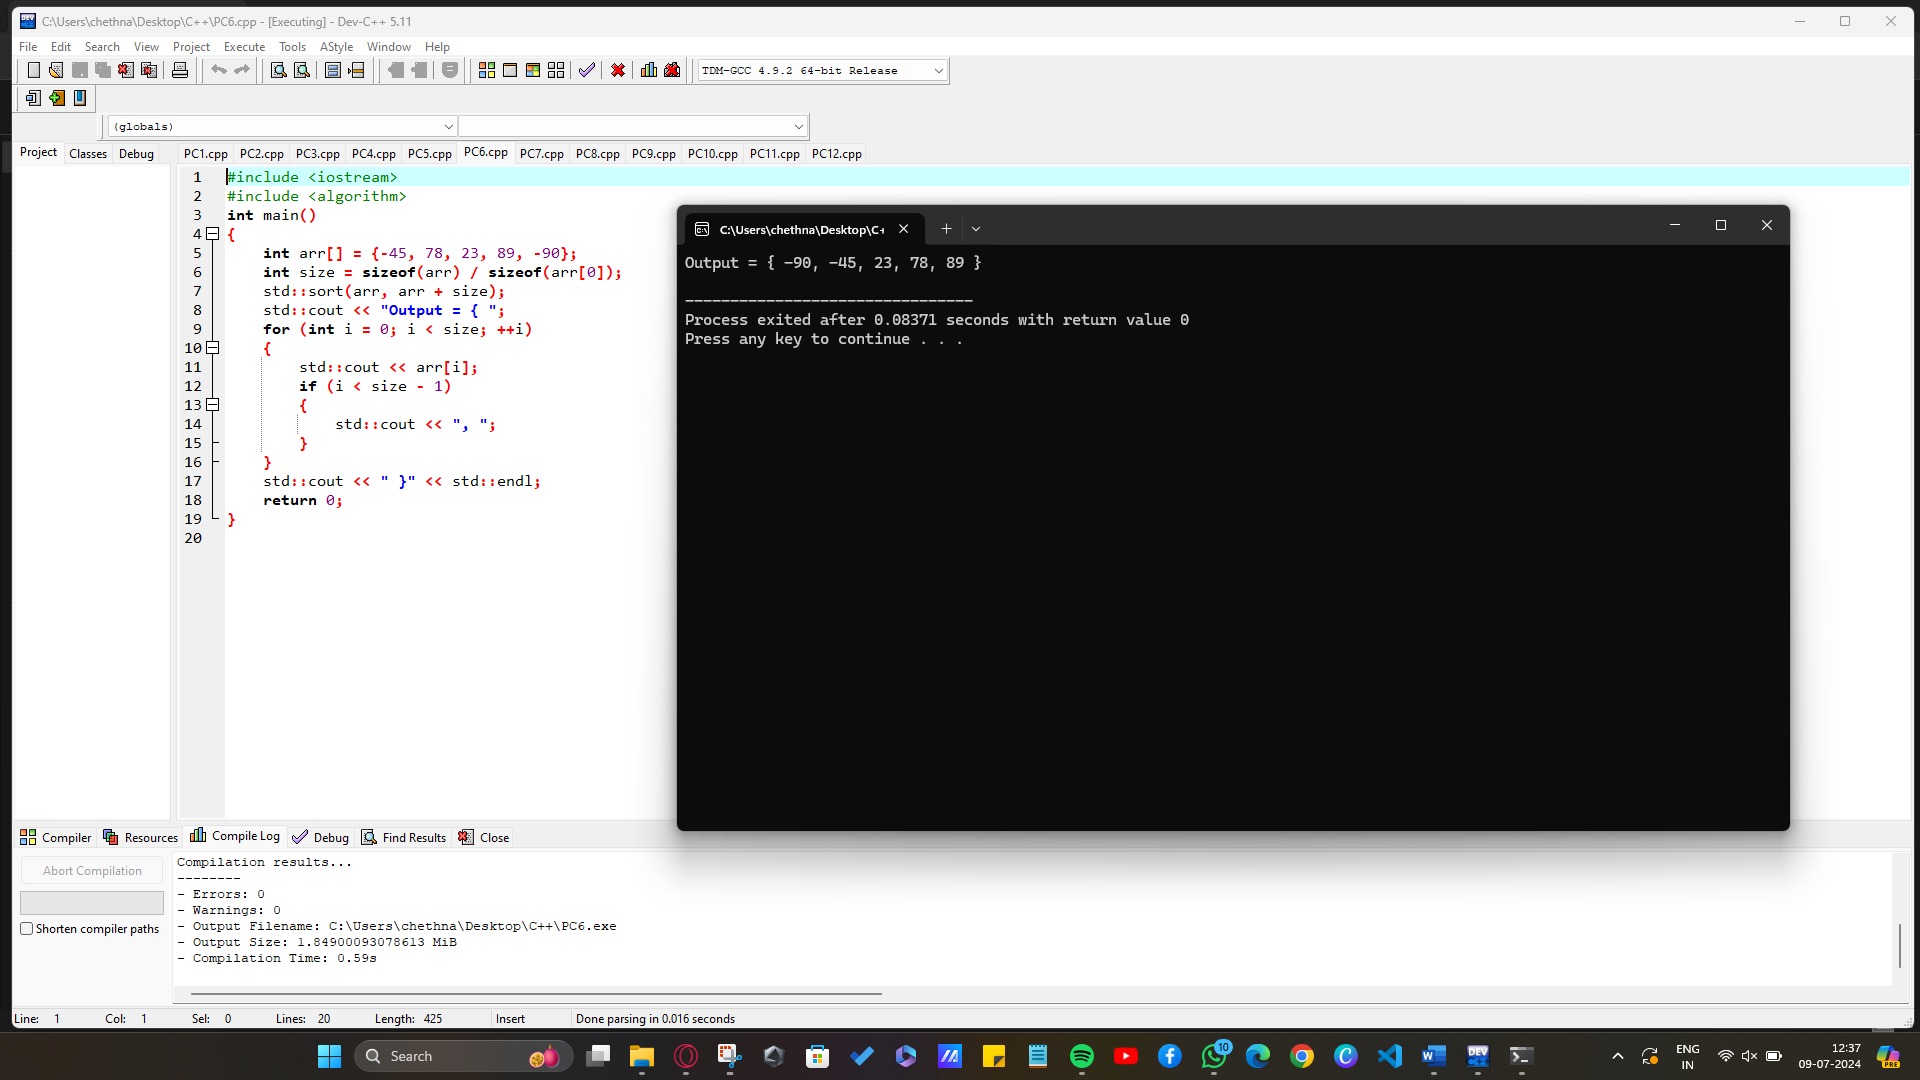 C:\Users\chethna\Desktop\C++\PC6.cpp - [Executing] - Dev-C++ 5.11
File Edit Search View Project Execute Tools AStyle Window Help
TDM-GCC 4.9.2 64-bit Release
(globals)
Project Classes Debug
PC1.cpp PC2.cpp PC3.cpp PC4.cpp PC5.cpp PC6.cpp PC7.cpp PC8.cpp PC9.cpp PC10.cpp PC11.cpp PC12.cpp
1 #include <iostream>
2 #include <algorithm>
3 int main()
4 {
5     int arr[] = {-45, 78, 23, 89, -90};
6     int size = sizeof(arr) / sizeof(arr[0]);
7     std::sort(arr, arr + size);
8     std::cout << "Output = { ";
9     for (int i = 0; i < size; ++i)
10     {
11         std::cout << arr[i];
12         if (i < size - 1)
13         {
14             std::cout << ", ";
15         }
16     }
17     std::cout << " }" << std::endl;
18     return 0;
19 }
20
C:\Users\chethna\Desktop\C+
Output = { -90, -45, 23, 78, 89 }
--------------------------------
Process exited after 0.08371 seconds with return value 0
Press any key to continue . . .
Compiler Resources Compile Log Debug Find Results Close
Abort Compilation
Shorten compiler paths
Compilation results...
--------
- Errors: 0
- Warnings: 0
- Output Filename: C:\Users\chethna\Desktop\C++\PC6.exe
- Output Size: 1.84900093078613 MiB
- Compilation Time: 0.59s
Line: 1 Col: 1 Sel: 0 Lines: 20 Length: 425 Insert Done parsing in 0.016 seconds
Search
10
DEV
ENG
IN
12:37
09-07-2024
PRE